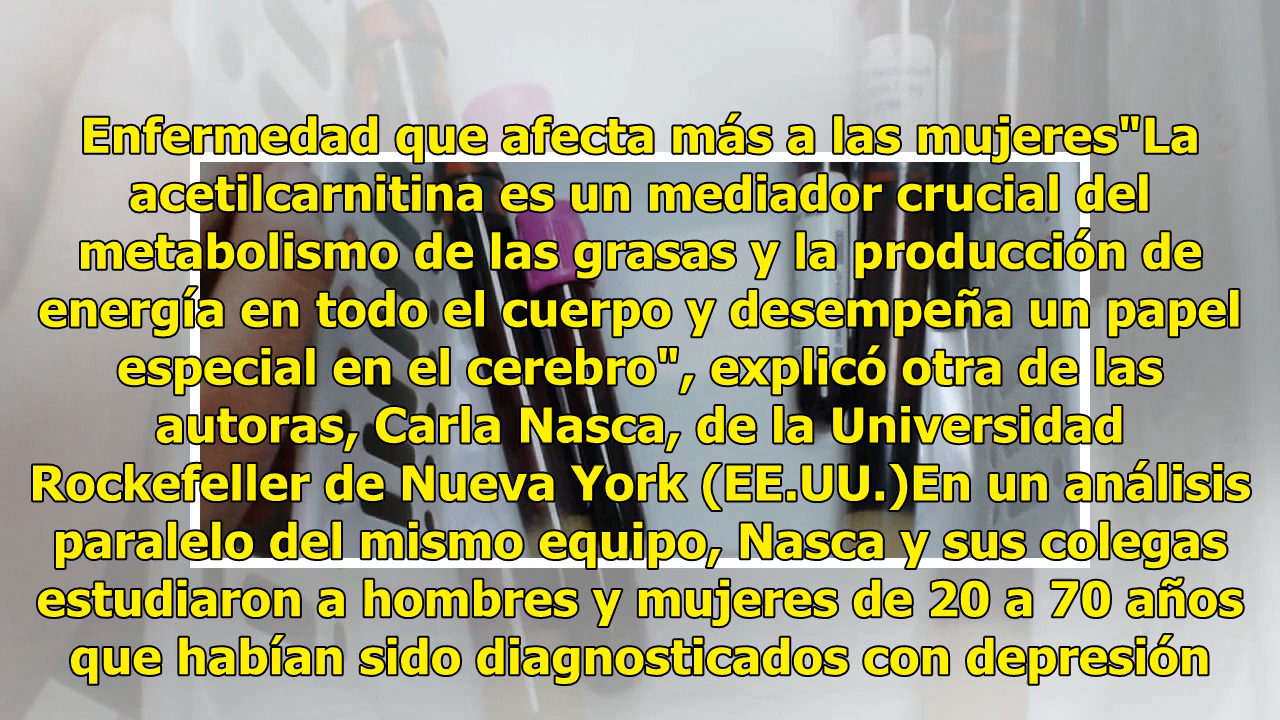 Enfermedad que afecta más a las mujeres"La
acetilcarnitina es un mediador crucial del
metabolismo de las grasas y la producción de
energía en todo el cuerpo y desempeña un papel
especial en el cerebro", explicó otra de las
autoras, Carla Nasca, de la Universidad
Rockefeller de Nueva York (EE.UU.)En un análisis
paralelo del mismo equipo, Nasca y sus colegas
estudiaron a hombres y mujeres de 20 a 70 años
que habían sido diagnosticados con depresión